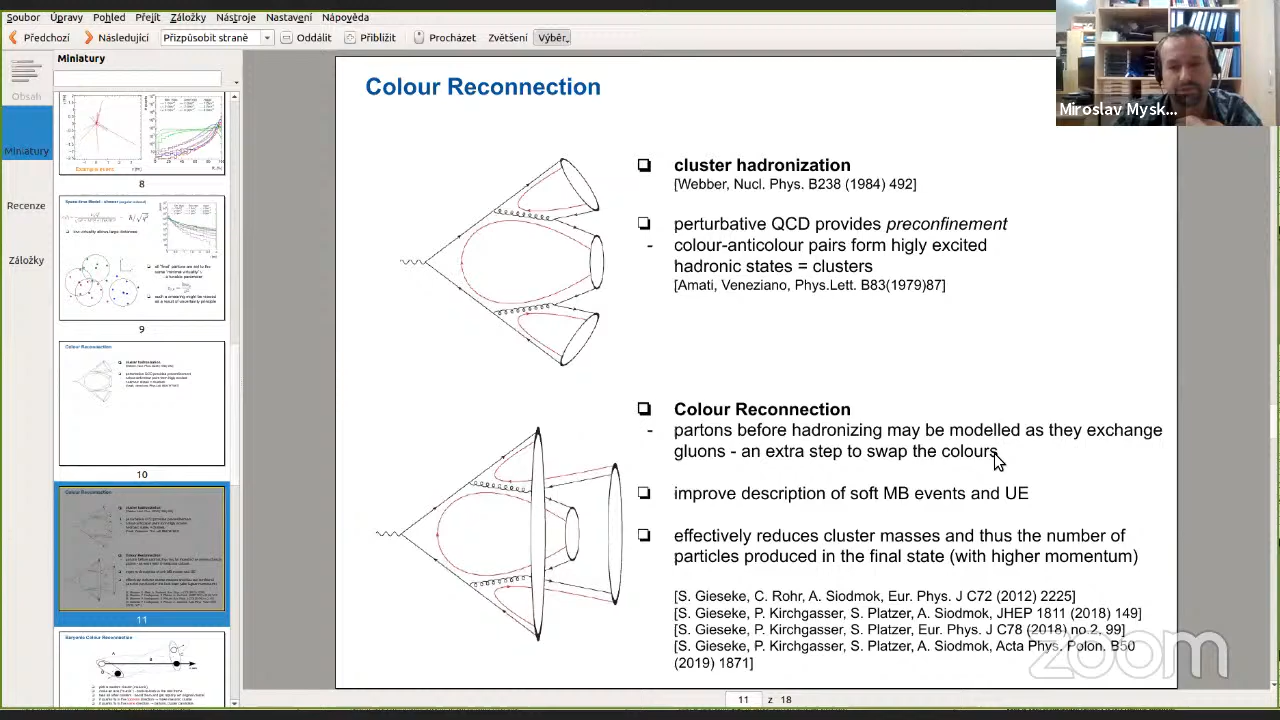 Soubor Úpravy Pohled Přejít Záložky Nástroje Nastavení Nápověda
Předchozí Následující Přizpůsobit straně Oddálit Přiblížit Procházet Zvětšení Výběr
Miroslav Mysk...
Obsah
Miniatury
Recenze
Záložky
Miniatury
8
9
Colour Reconnection
10
Colour Reconnection
11
Baryonic Colour Reconnection
Colour Reconnection
❑ cluster hadronization
[Webber, Nucl. Phys. B238 (1984) 492]
❑ perturbative QCD provides preconfinement
- colour-anticolour pairs form higly excited
hadronic states = clusters
[Amati, Veneziano, Phys.Lett. B83(1979)87]
❑ Colour Reconnection
- partons before hadronizing may be modelled as they exchange
gluons - an extra step to swap the colours
❑ improve description of soft MB events and UE
❑ effectively reduces cluster masses and thus the number of
particles produced in the final state (with higher momentum)
[S. Gieseke, C. Rohr, A. Siodmok, Eur. Phys. J C72 (2012) 2225]
[S. Gieseke, P. Kirchgasser, S. Platzer, A. Siodmok, JHEP 1811 (2018) 149]
[S. Gieseke, P. Kirchgasser, S. Platzer, Eur. Phys. J C78 (2018) no.2, 99]
[S. Gieseke, P. Kirchgasser, S. Platzer, A. Siodmok, Acta Phys. Polon. B50
(2019) 1871]
zoom
11 z 18